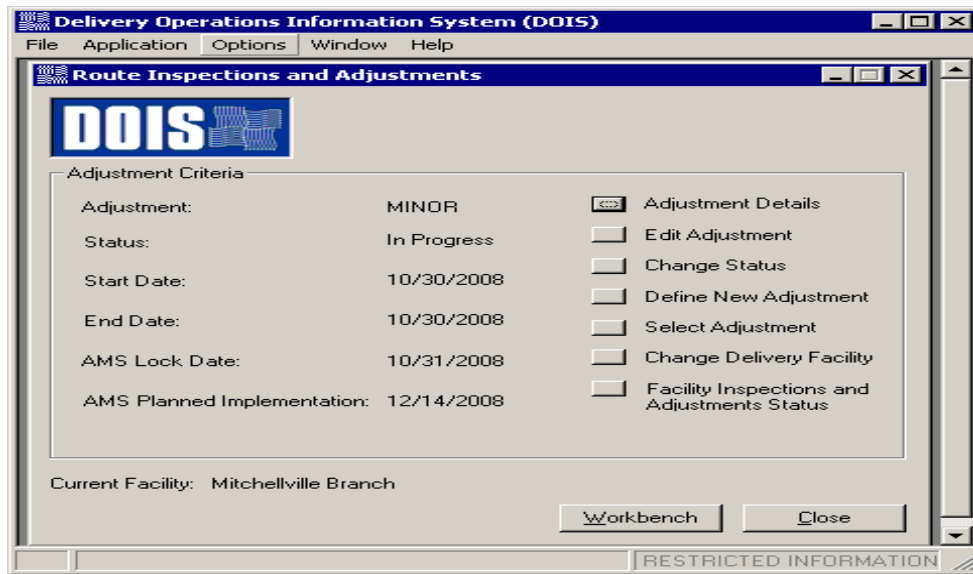 Delivery Operations Information System (DOIS)
File Application Options Window Help
Route Inspections and Adjustments
DOIS
Adjustment Criteria
Adjustment: MINOR
Status: In Progress
Start Date: 10/30/2008
End Date: 10/30/2008
AMS Lock Date: 10/31/2008
AMS Planned Implementation: 12/14/2008
Adjustment Details
Edit Adjustment
Change Status
Define New Adjustment
Select Adjustment
Change Delivery Facility
Facility Inspections and
Adjustments Status
Current Facility: Mitchellville Branch
Workbench Close
RESTRICTED INFORMATION